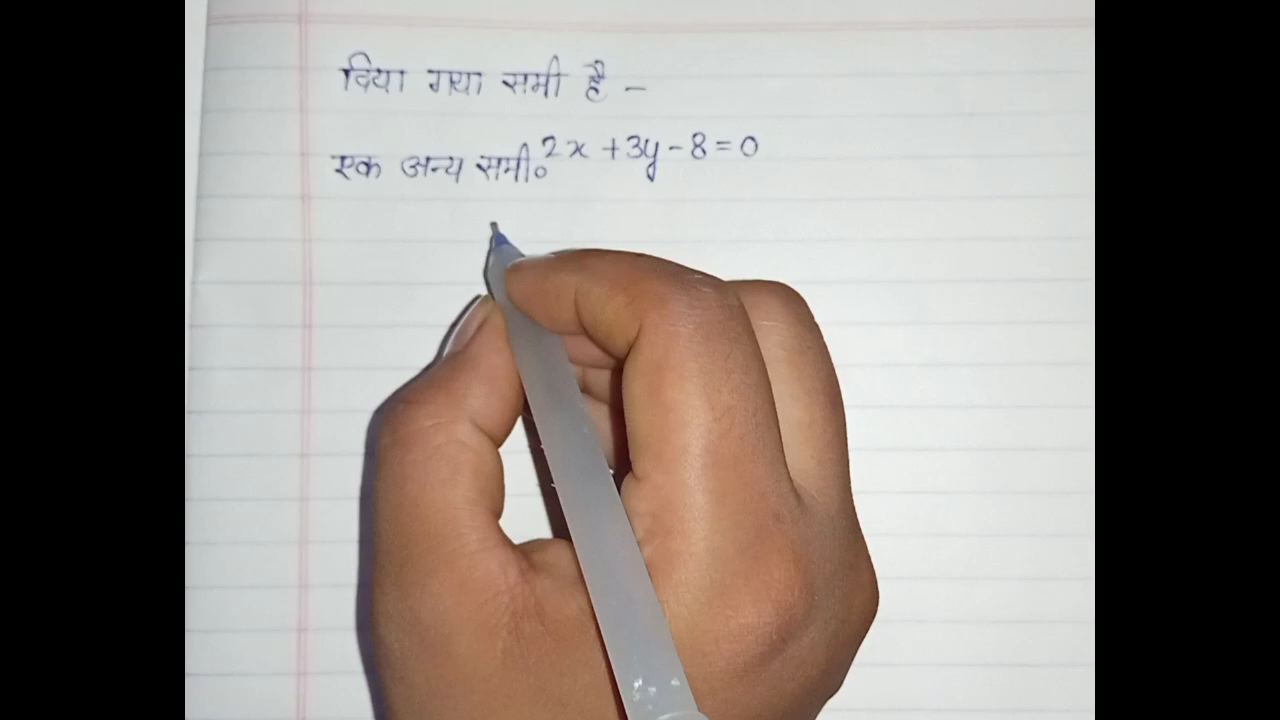 दिया गया समी है -
2x + 3y - 8 = 0
एक अन्य समी०